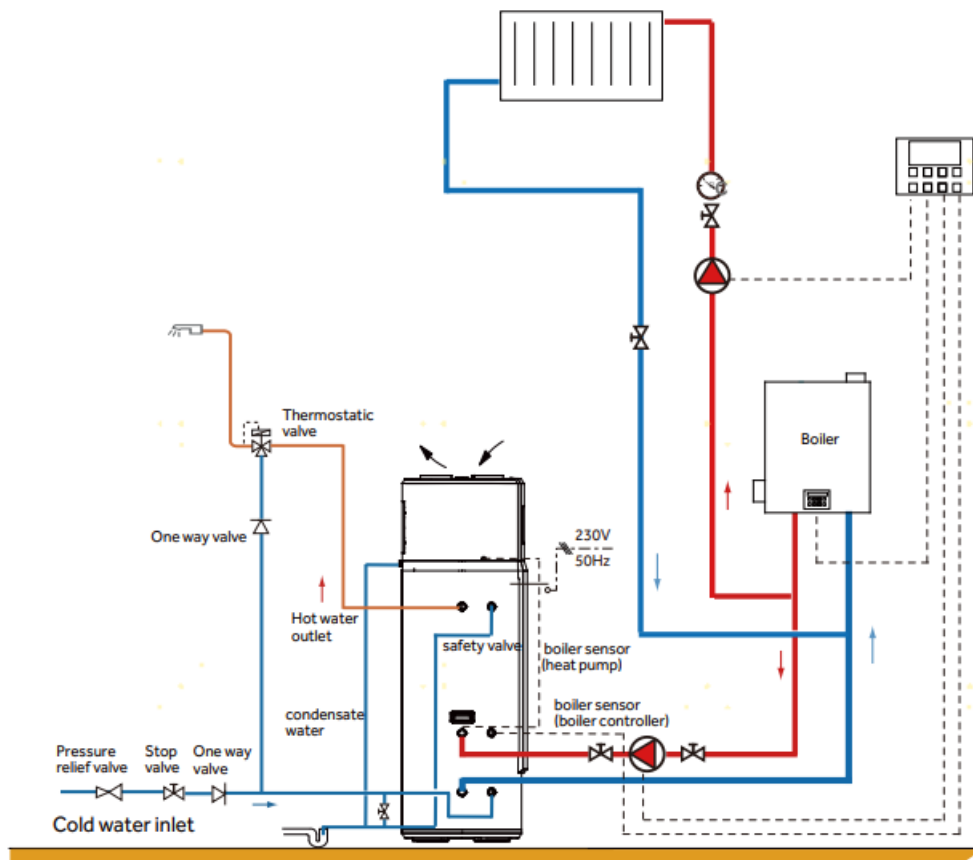 Boiler
Thermostatic
valve
One way valve
230V
50Hz
Hot water
outlet
safety valve
boiler sensor
(heat pump)
boiler sensor
(boiler controller)
condensate
water
Pressure
relief valve
Stop
valve
One way
valve
Cold water inlet